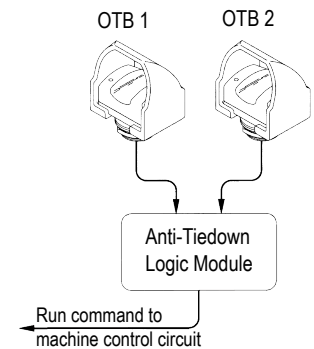 OTB 1
OTB 2
Anti-Tiedown
Logic Module
Run command to
machine control circuit